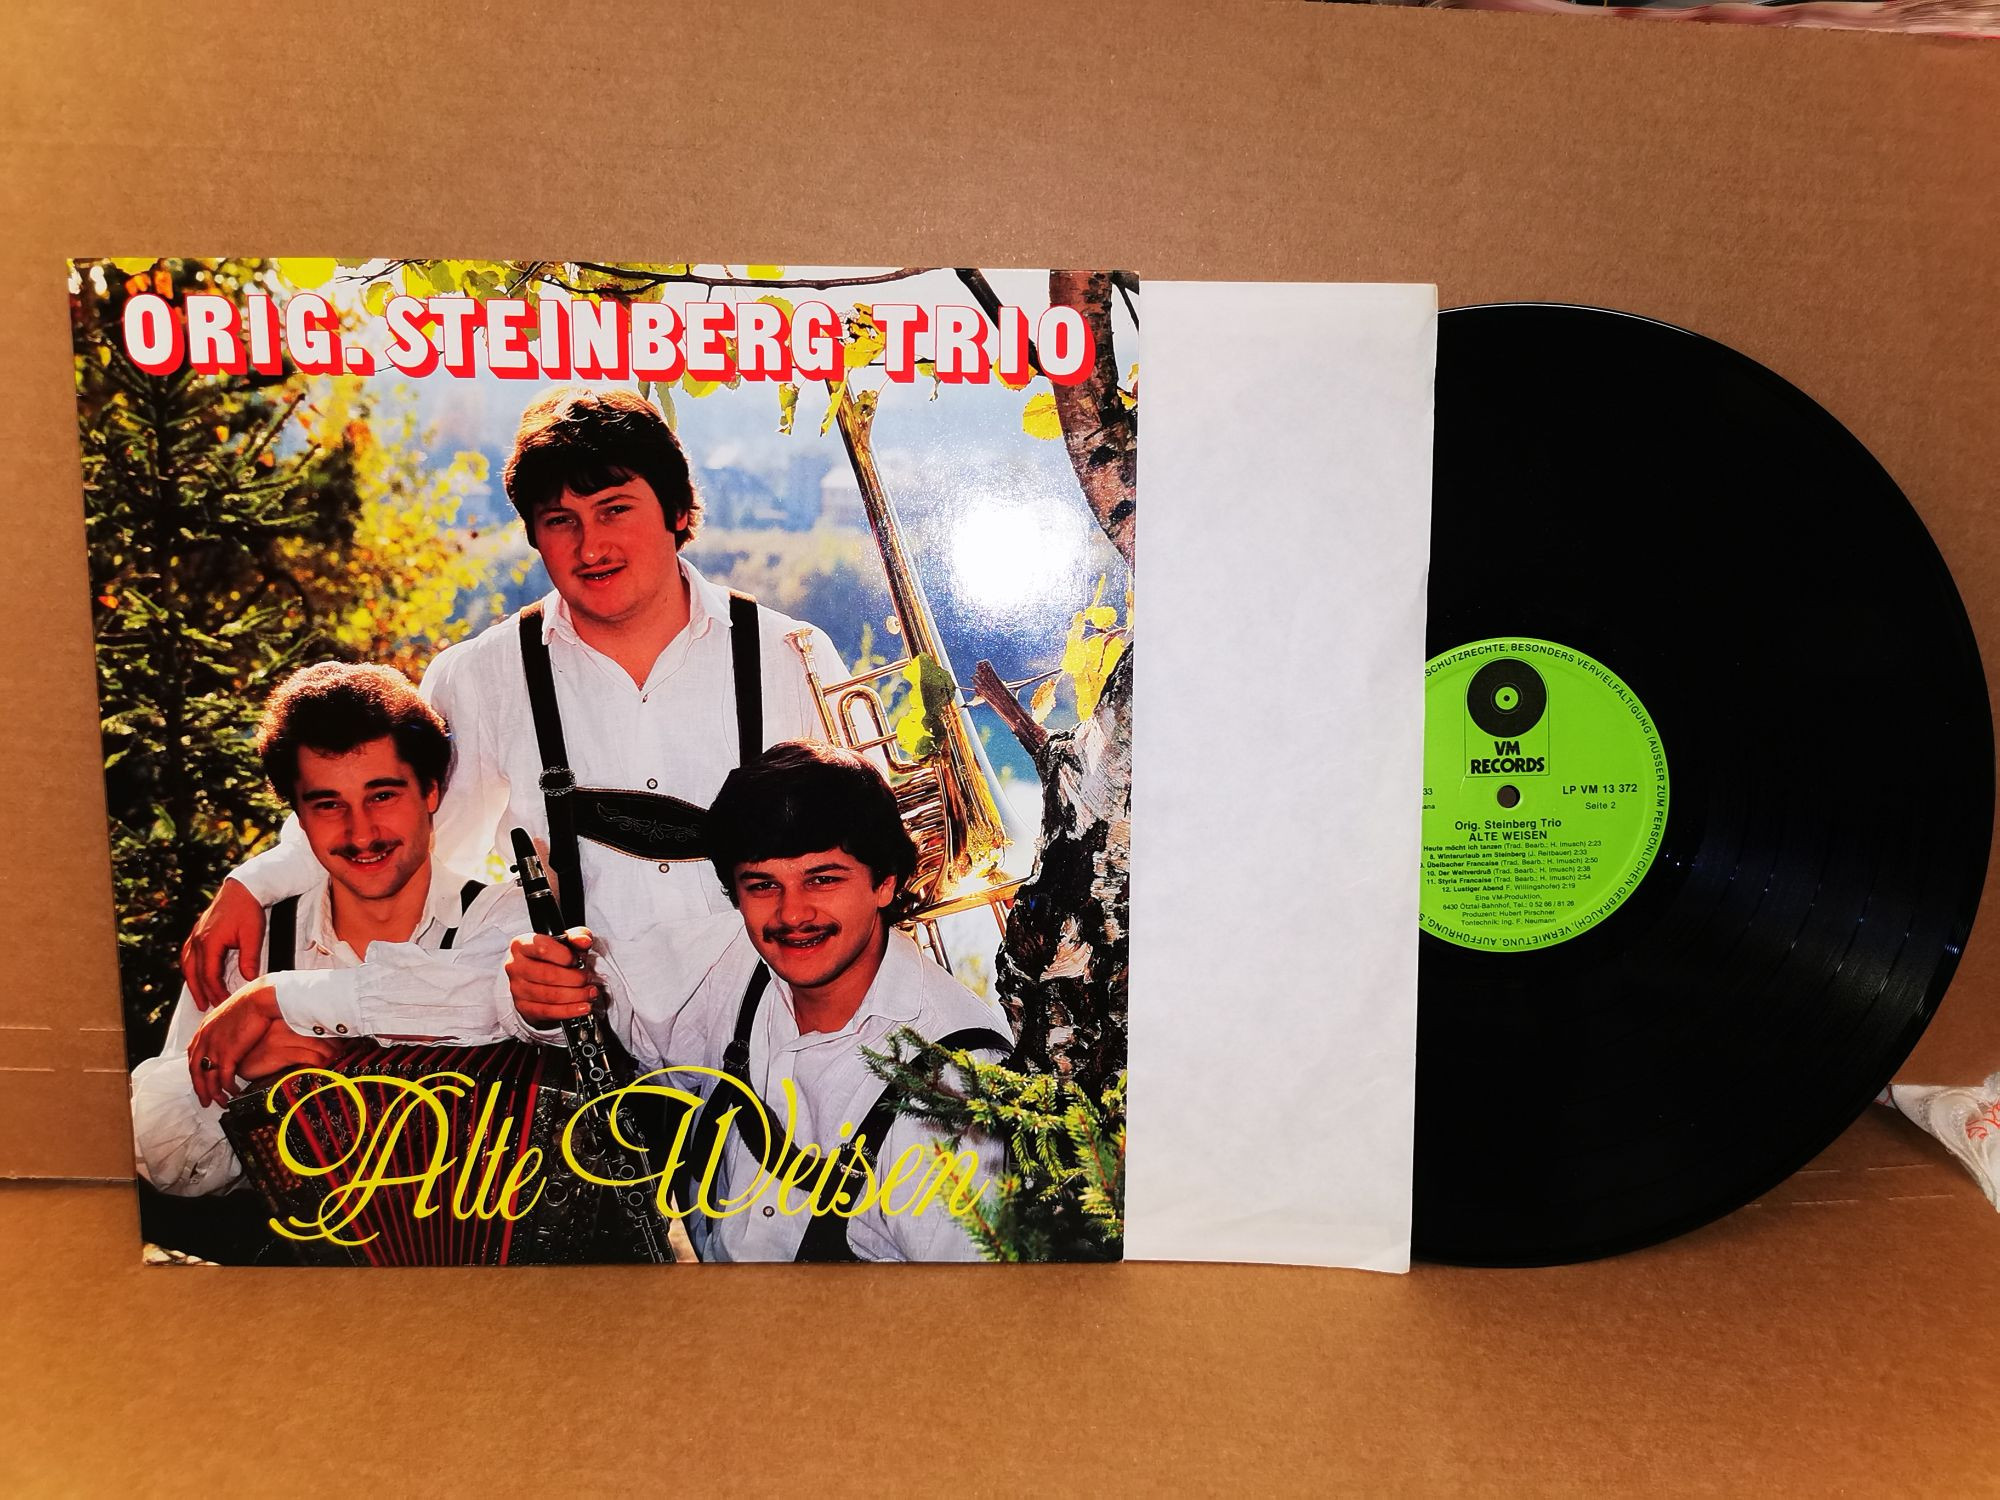 ORIG. STEINBERG TRIO
Alte Weisen
SCHUTZRECHTE, BESONDERS VERVIELFÄLTIGUNG (AUSSER ZUM PERSÖNLICHEN GEBRAUCH), VERMIETUNG, AUFFÜHRUNG, S
VM
RECORDS
33
LP VM 13 372
Seite 2
Orig. Steinberg Trio
ALTE WEISEN
Heute möcht ich tanzen (Trad. Bearb.: H. Imusch) 2:23
8. Winterurlaub am Steinberg (J. Reitbauer) 2:33
9. Übelbacher Francaise (Trad. Bearb.: H. Imusch) 2:50
10. Der Weltverdruß (Trad. Bearb.: H. Imusch) 2:38
11. Styria Francaise (Trad. Bearb.: H. Imusch) 2:54
12. Lustiger Abend F. Willingshofer) 2:19
Eine VM-Produktion,
6430 Ötztal-Bahnhof, Tel.: 0 52 66 / 81 26
Produzent: Hubert Pirschner
Tontechnik: Ing. F. Neumann